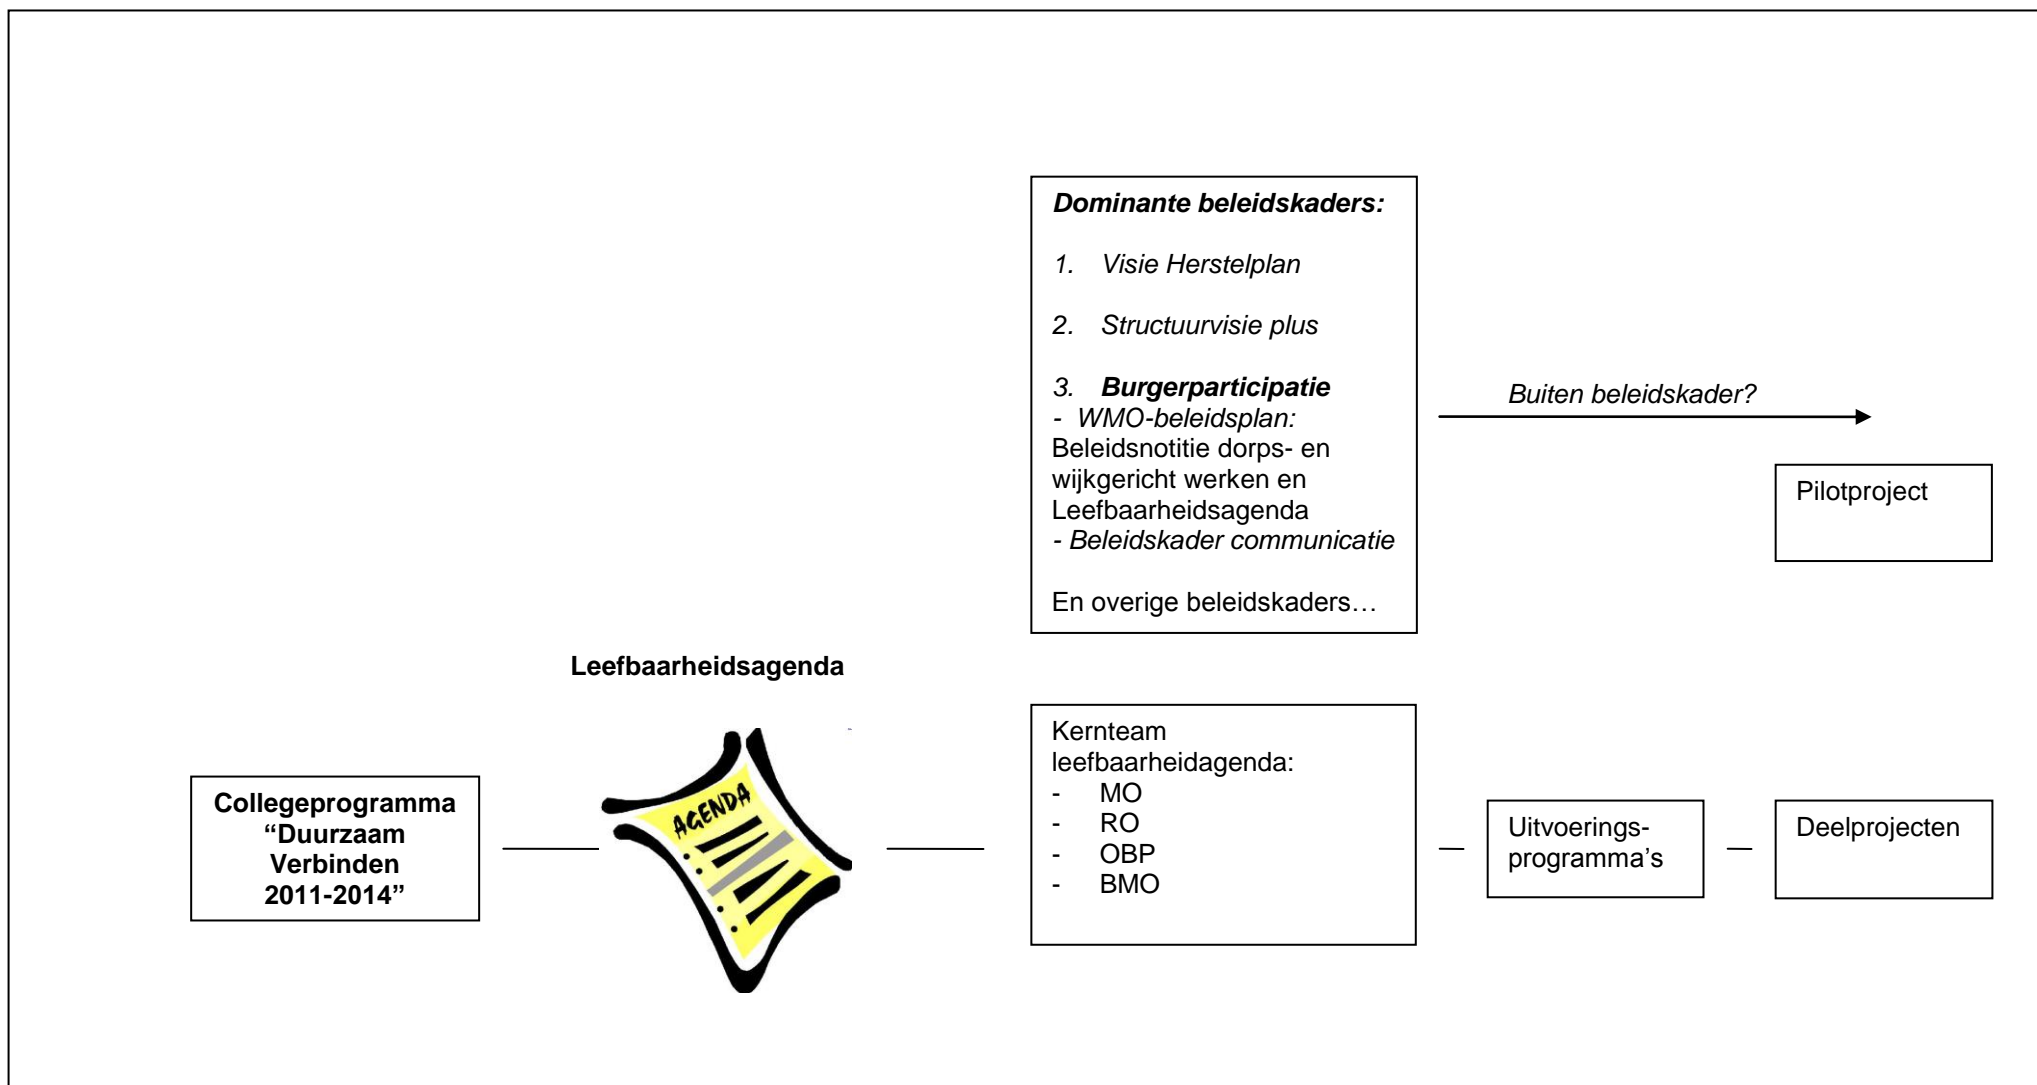 Dominante beleidskaders:
1. Visie Herstelplan
2. Structuurvisie plus
3. Burgerparticipatie
- WMO-beleidsplan:
Beleidsnotitie dorps- en
wijkgericht werken en
Leefbaarheidsagenda
- Beleidskader communicatie
En overige beleidskaders…
Buiten beleidskader?
Pilotproject
Leefbaarheidsagenda
Collegeprogramma
“Duurzaam
Verbinden
2011-2014”
AGENDA
Kernteam
leefbaarheidagenda:
- MO
- RO
- OBP
- BMO
Uitvoerings-
programma’s
Deelprojecten